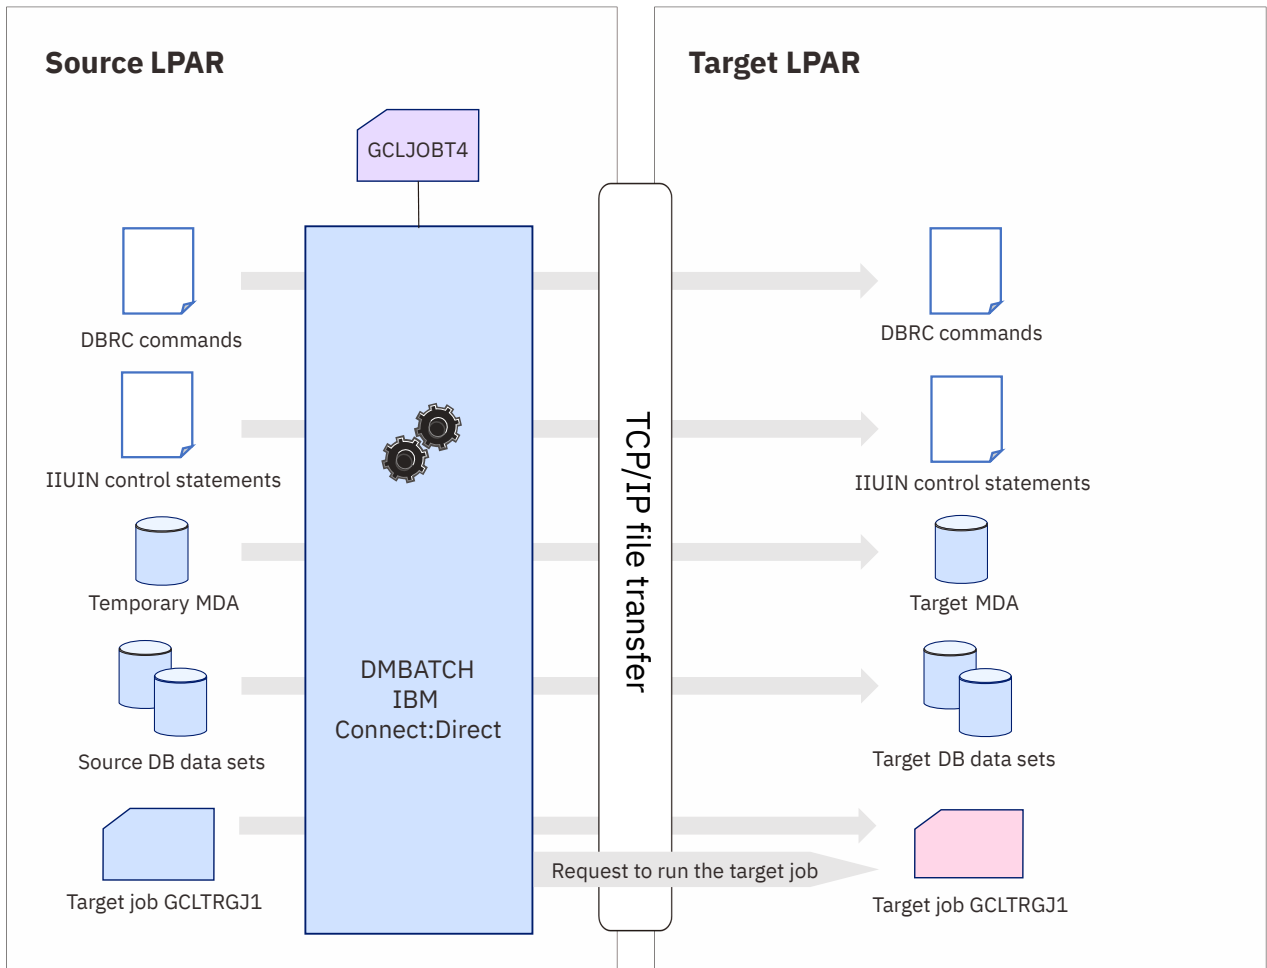 Source LPAR
Target LPAR
GCLJOBT4
DBRC commands
DBRC commands
IIUIN control statements
IIUIN control statements
TCP/IP file transfer
Temporary MDA
Target MDA
DMBATCH
IBM
Connect:Direct
Source DB data sets
Target DB data sets
Request to run the target job
Target job GCLTRGJ1
Target job GCLTRGJ1